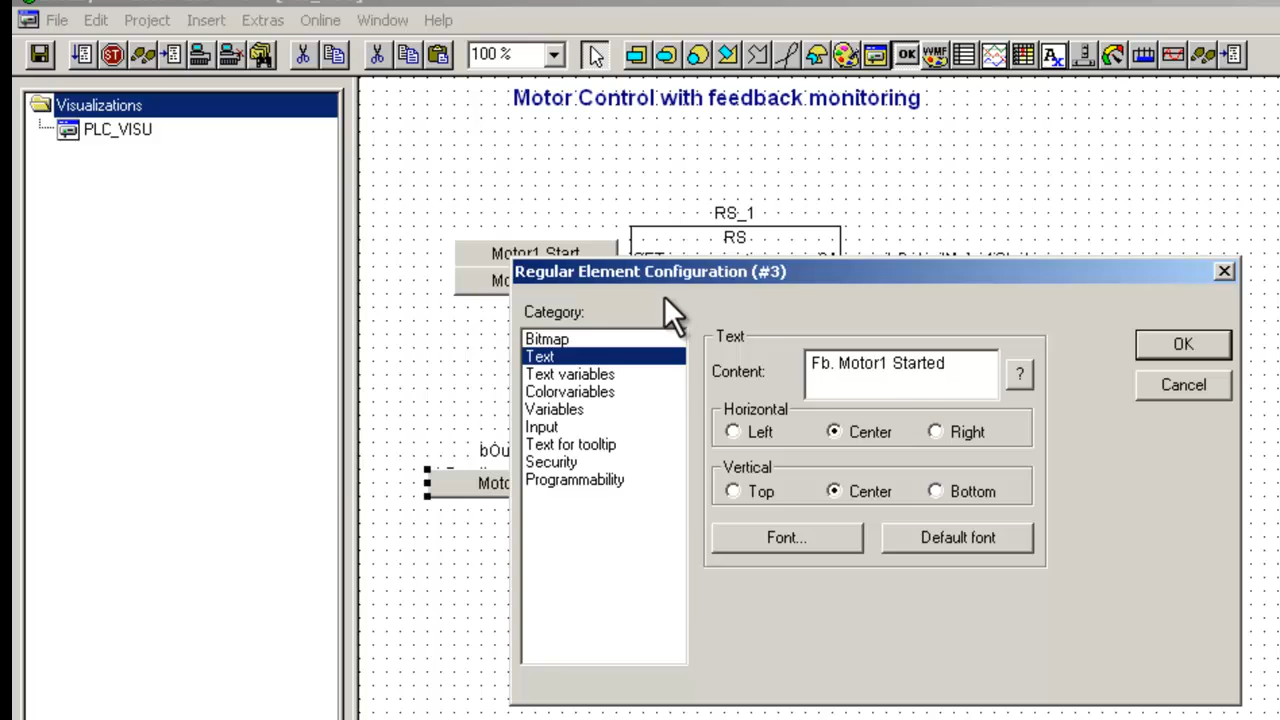 File Edit Project Insert Extras Online Window Help
100 %
OK
WMF
Visualizations
PLC_VISU
Motor Control with feedback monitoring
RS_1
RS
Motor1 Start
Regular Element Configuration (#3)
Category:
Bitmap
Text
Text variables
Colorvariables
Variables
Input
Text for tooltip
Security
Programmability
Text
Content:
Fb. Motor1 Started
?
Horizontal
Left
Center
Right
Vertical
Top
Center
Bottom
Font...
Default font
OK
Cancel